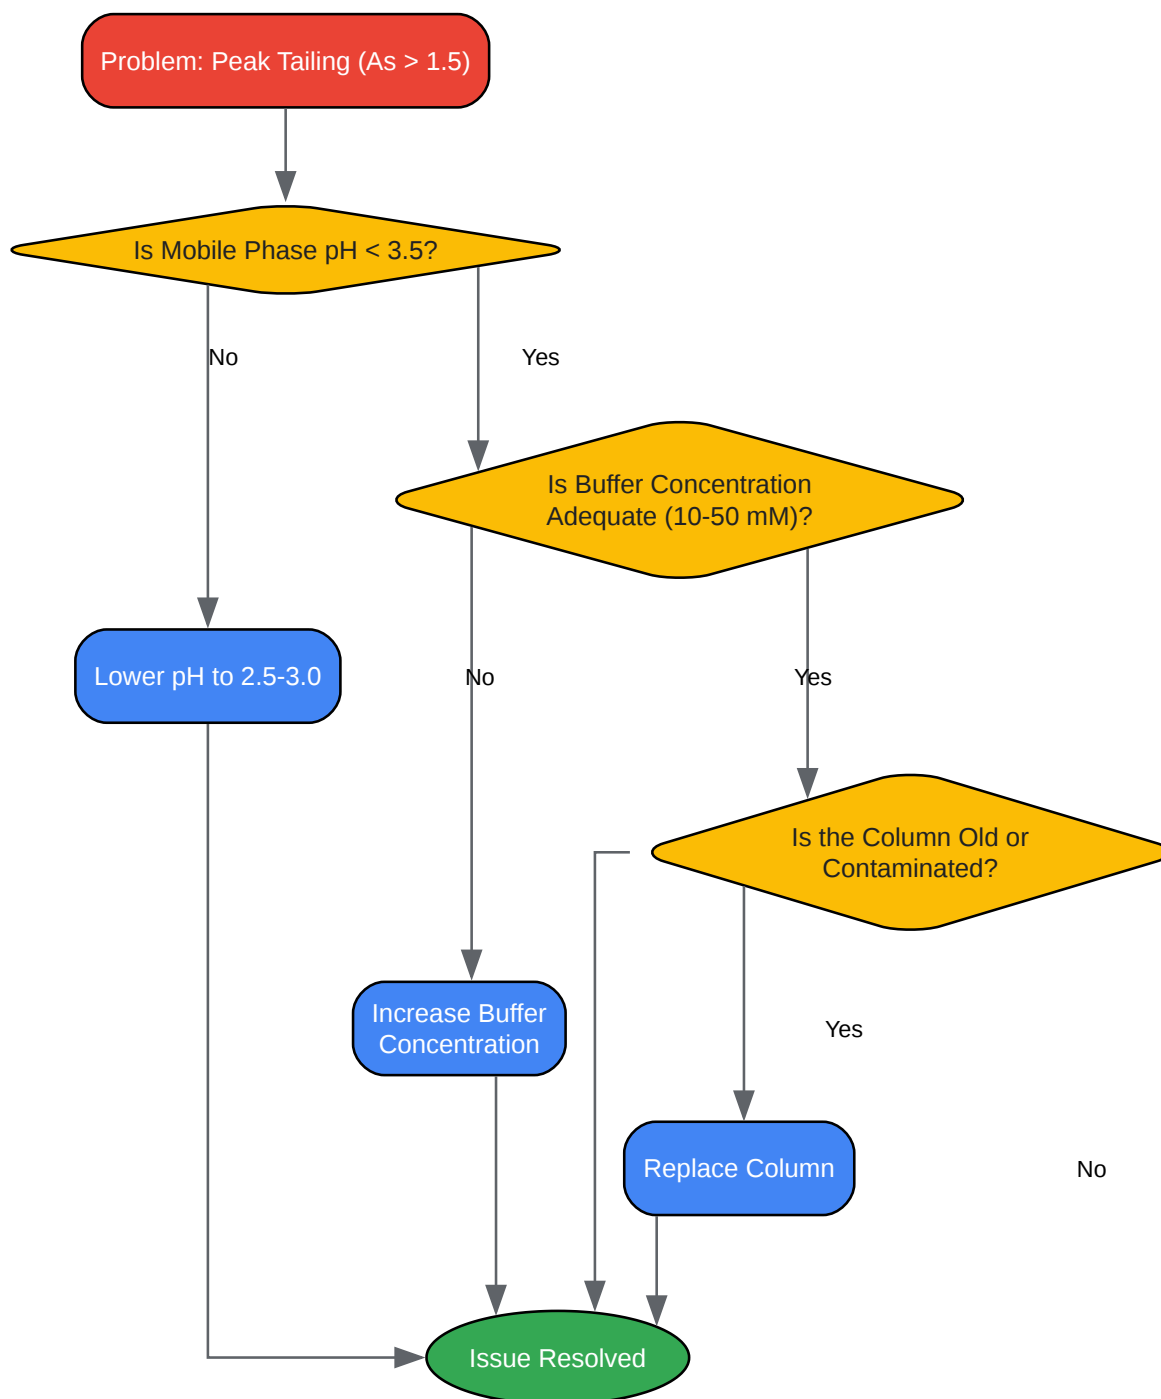 Problem: Peak Tailing (As > 1.5)
Is Mobile Phase pH < 3.5?
No
Yes
Is Buffer Concentration
Adequate (10-50 mM)?
Lower pH to 2.5-3.0
No
Yes
Is the Column Old or
Contaminated?
Increase Buffer
Concentration
Yes
Replace Column
No
Issue Resolved